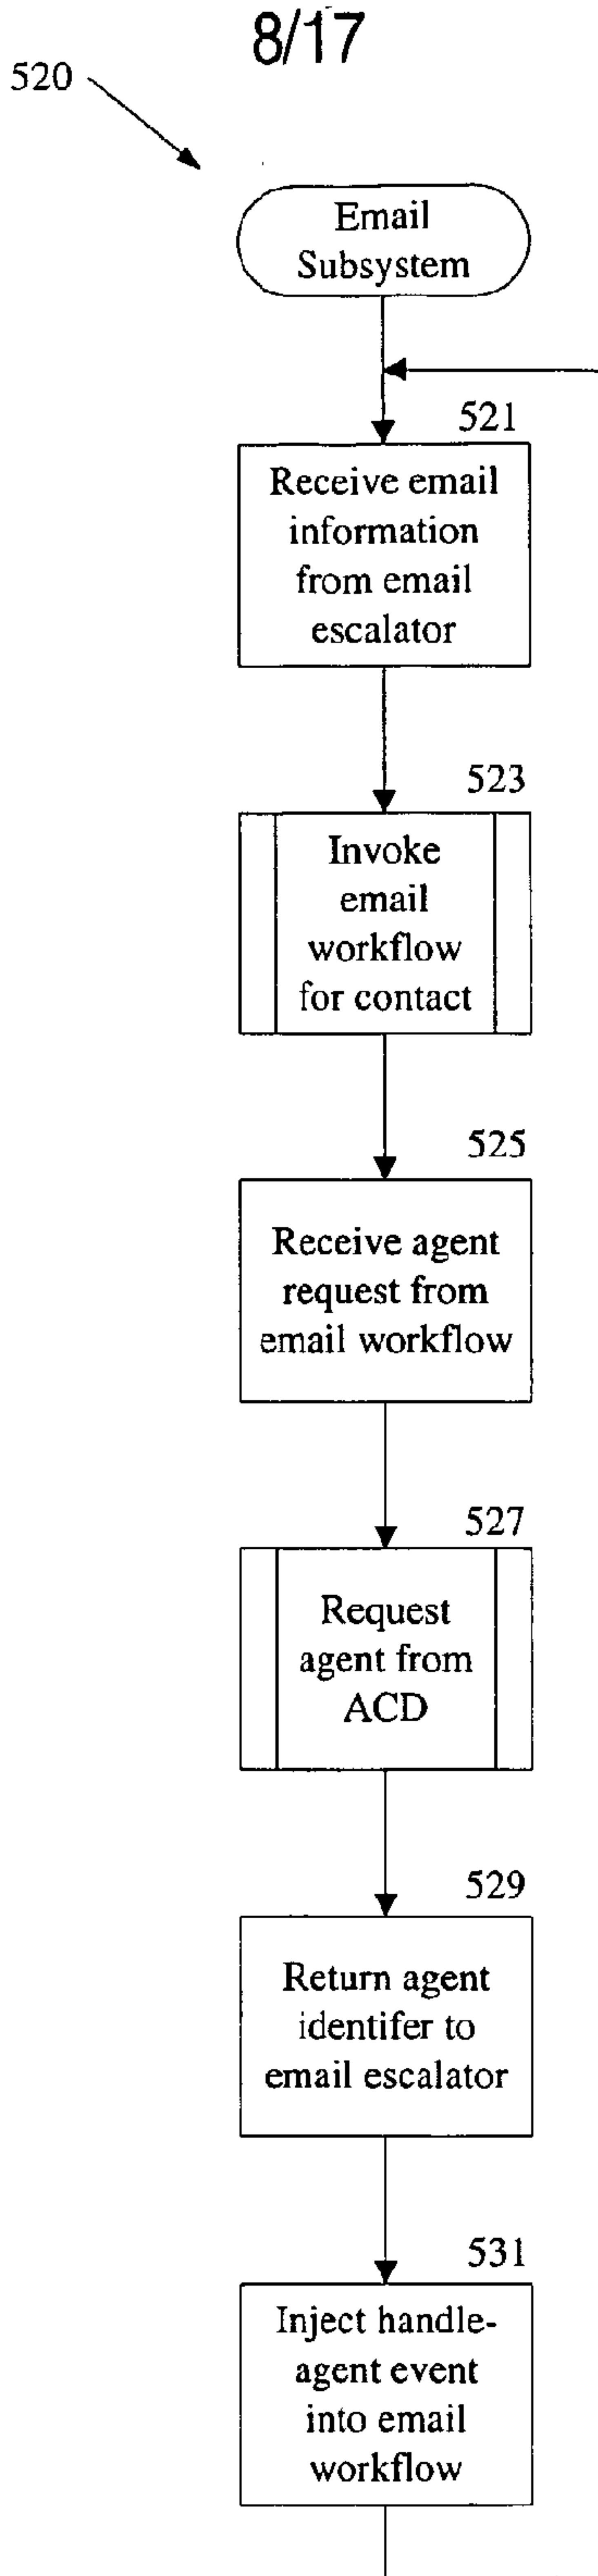 8/17
520
Email
Subsystem
521
Receive email
information
from email
escalator
523
Invoke
email
workflow
for contact
525
Receive agent
request from
email workflow
527
Request
agent from
ACD
529
Return agent
identifer to
email escalator
531
Inject handle-
agent event
into email
workflow